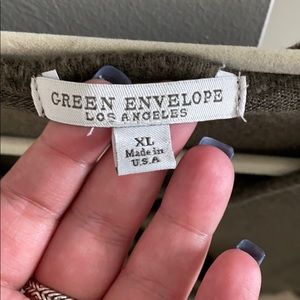 GREEN ENVELOPE
LOS ANGELES
XL
Made in
U.S.A